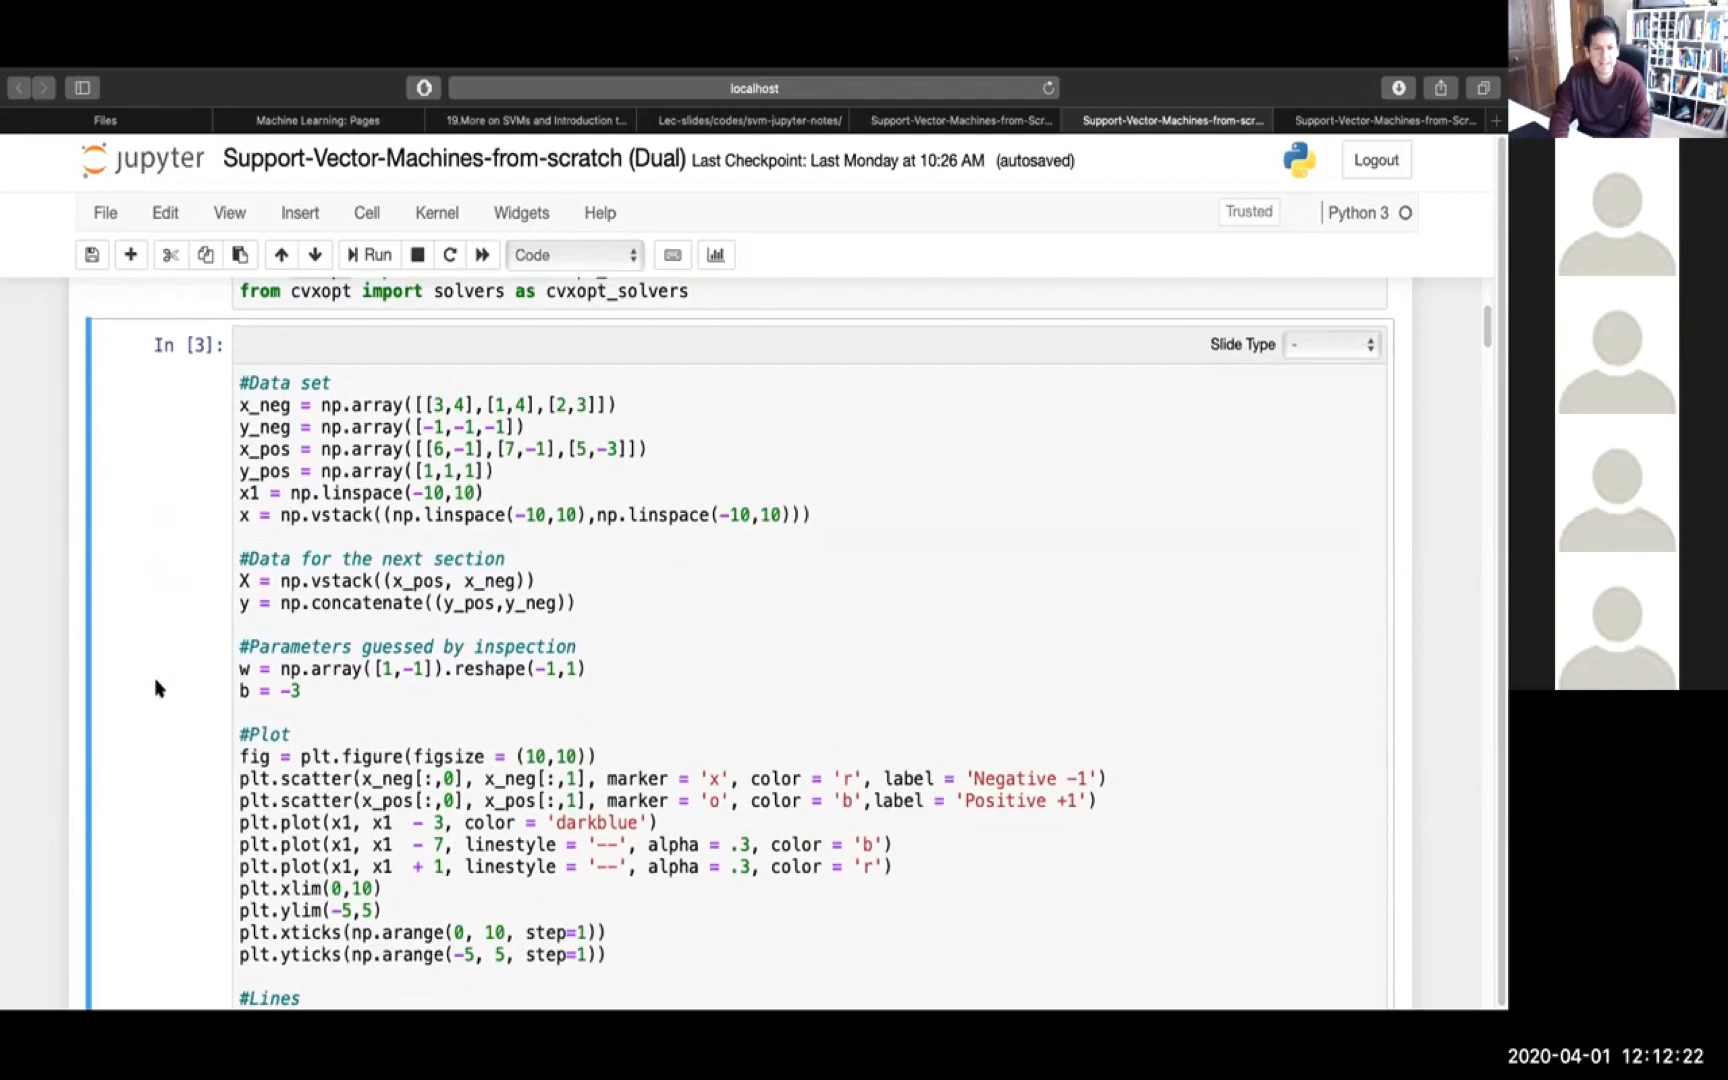 localhost
Files
Machine Learning: Pages
19.More on SVMs and Introduction t...
Lec-slides/codes/svm-jupyter-notes/
Support-Vector-Machines-from-Scr...
Support-Vector-Machines-from-scr...
Support-Vector-Machines-from-Scr...
jupyter Support-Vector-Machines-from-scratch (Dual) Last Checkpoint: Last Monday at 10:26 AM (autosaved)
Logout
File Edit View Insert Cell Kernel Widgets Help
Trusted
Python 3
Run
Code
from cvxopt import solvers as cvxopt_solvers
In [3]:
Slide Type -
#Data set
x_neg = np.array([[3,4],[1,4],[2,3]])
y_neg = np.array([-1,-1,-1])
x_pos = np.array([[6,-1],[7,-1],[5,-3]])
y_pos = np.array([1,1,1])
x1 = np.linspace(-10,10)
x = np.vstack((np.linspace(-10,10),np.linspace(-10,10)))
#Data for the next section
X = np.vstack((x_pos, x_neg))
y = np.concatenate((y_pos,y_neg))
#Parameters guessed by inspection
w = np.array([1,-1]).reshape(-1,1)
b = -3
#Plot
fig = plt.figure(figsize = (10,10))
plt.scatter(x_neg[:,0], x_neg[:,1], marker = 'x', color = 'r', label = 'Negative -1')
plt.scatter(x_pos[:,0], x_pos[:,1], marker = 'o', color = 'b',label = 'Positive +1')
plt.plot(x1, x1  - 3, color = 'darkblue')
plt.plot(x1, x1  - 7, linestyle = '--', alpha = .3, color = 'b')
plt.plot(x1, x1  + 1, linestyle = '--', alpha = .3, color = 'r')
plt.xlim(0,10)
plt.ylim(-5,5)
plt.xticks(np.arange(0, 10, step=1))
plt.yticks(np.arange(-5, 5, step=1))
#Lines
2020-04-01 12:12:22